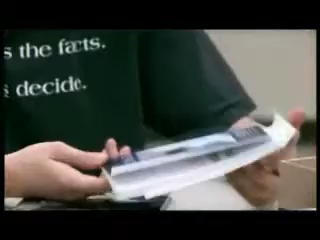 s the facts.
s decide.